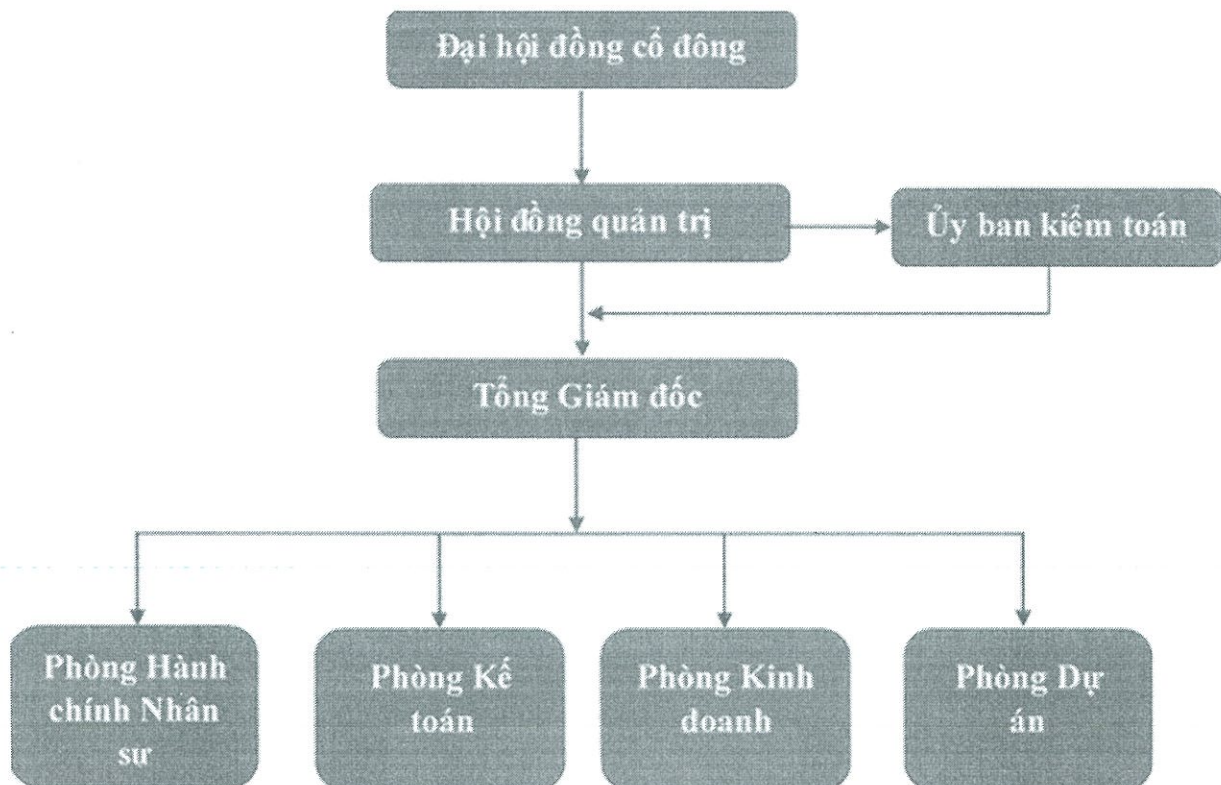 Đại hội đồng cổ đông
Hội đồng quản trị
Ủy ban kiểm toán
Tổng Giám đốc
Phòng Hành
chính Nhân
sự
Phòng Kế
toán
Phòng Kinh
doanh
Phòng Dự
án